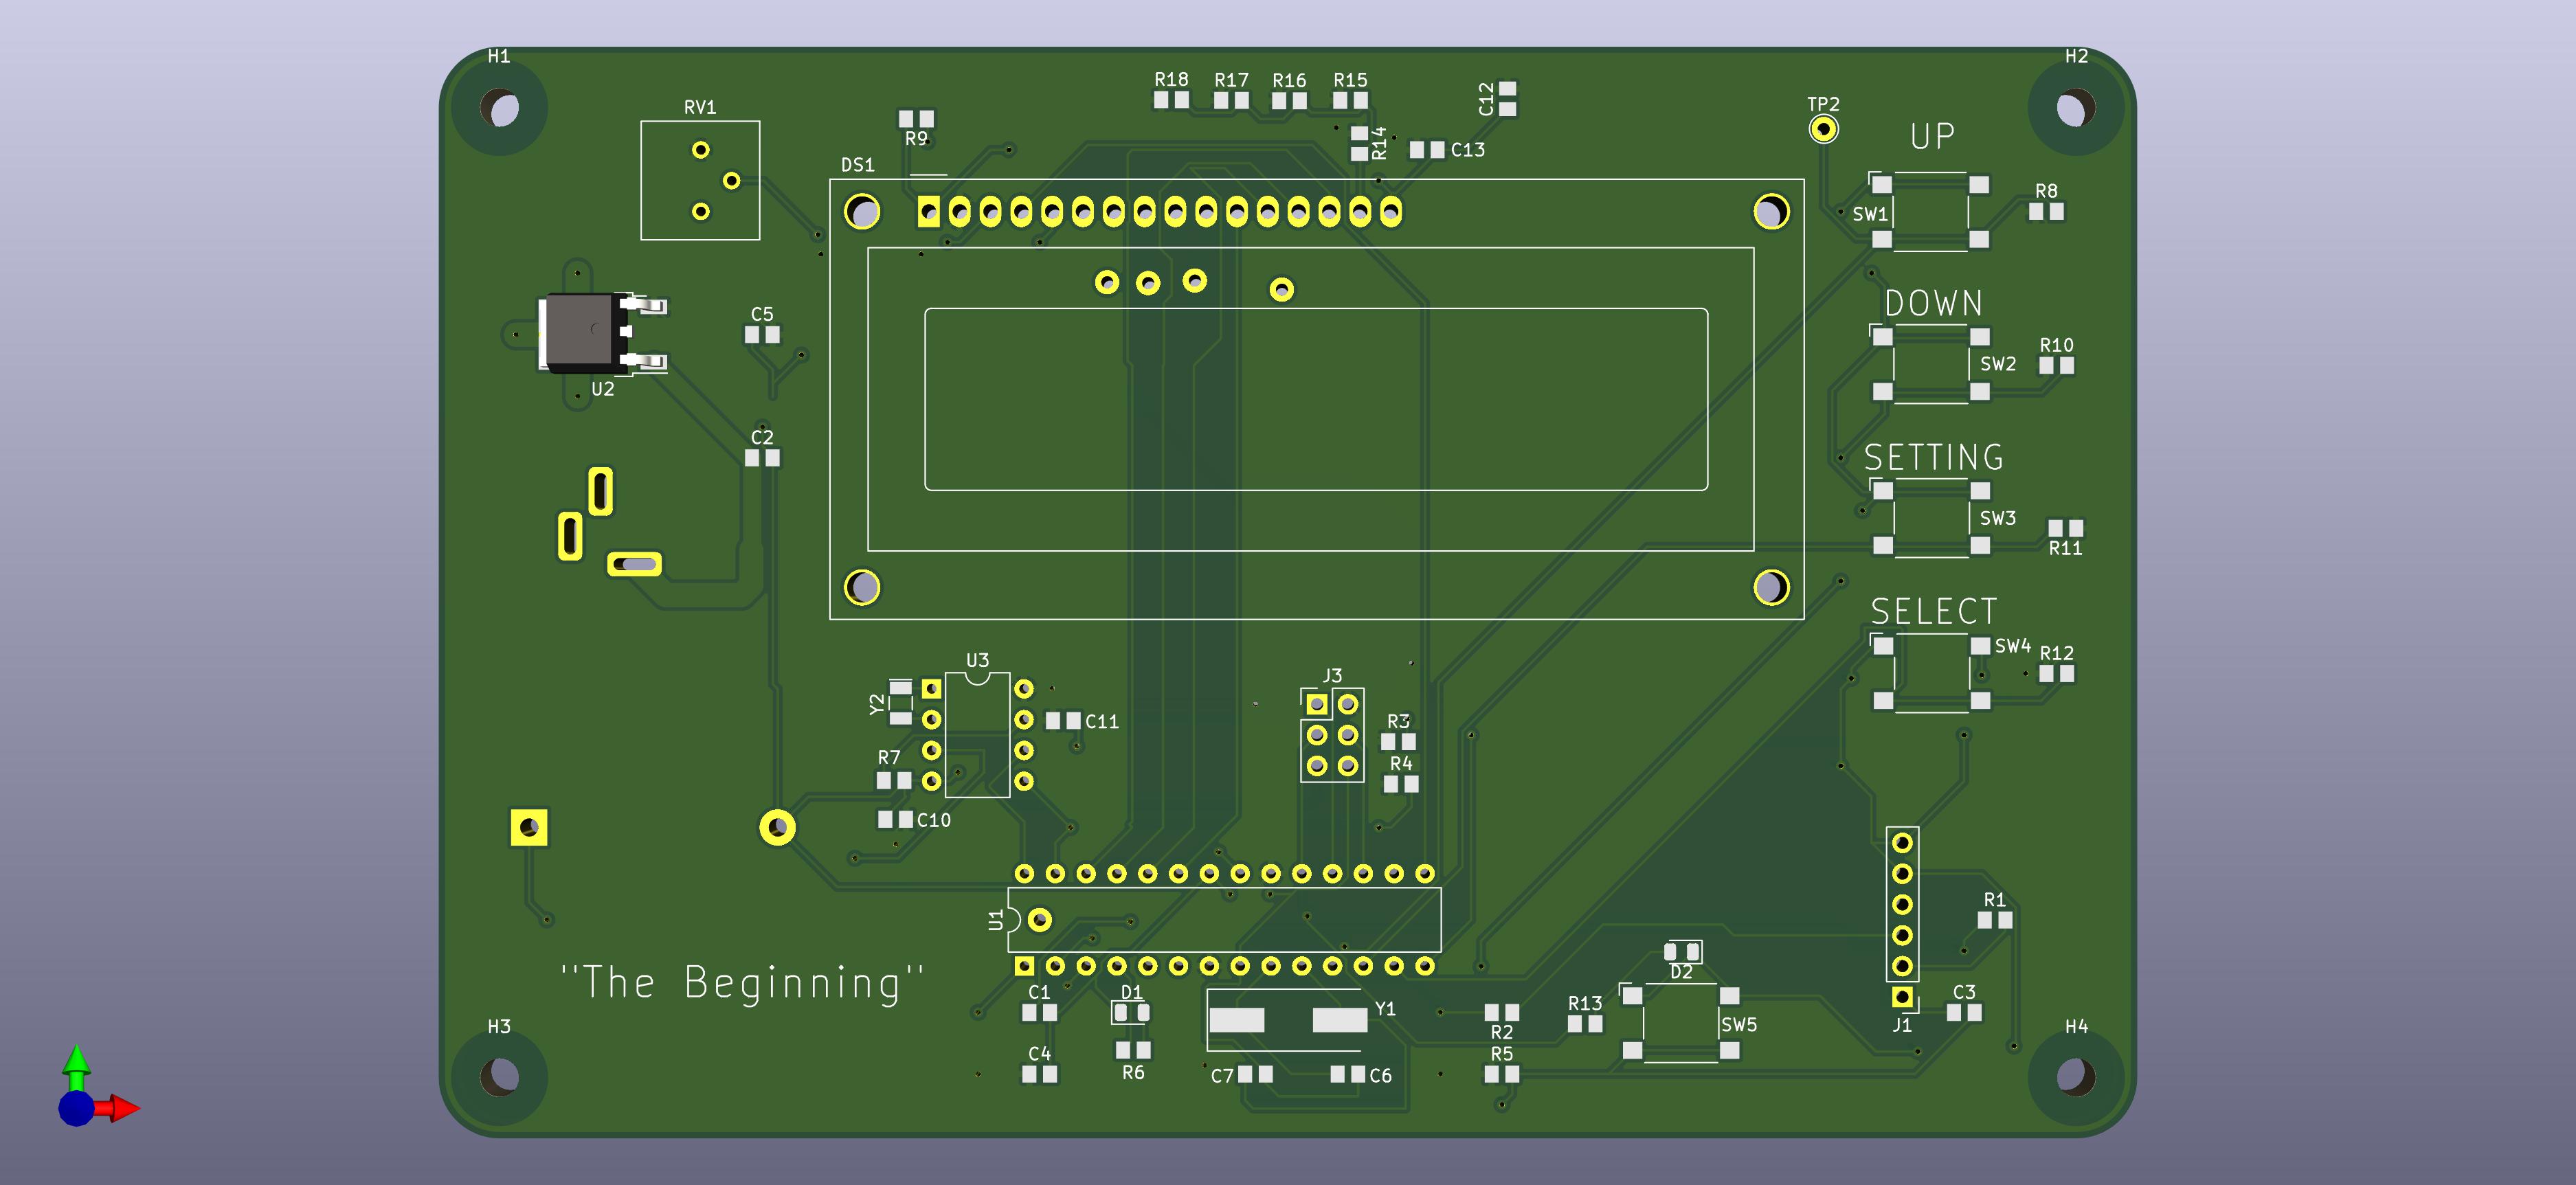 H1
H2
R18 R17 R16 R15
C12
RV1
TP2
R9
R14
C13
UP
DS1
R8
SW1
DOWN
C5
R10
SW2
U2
C2
SETTING
SW3
R11
SELECT
SW4
R12
U3
J3
Y2
C11
R3
R7
R4
C10
R1
U1
D2
"The Beginning"
C1
D1
Y1
R13
C3
R2
SW5
J1
H3
H4
C4
R6
C7
C6
R5